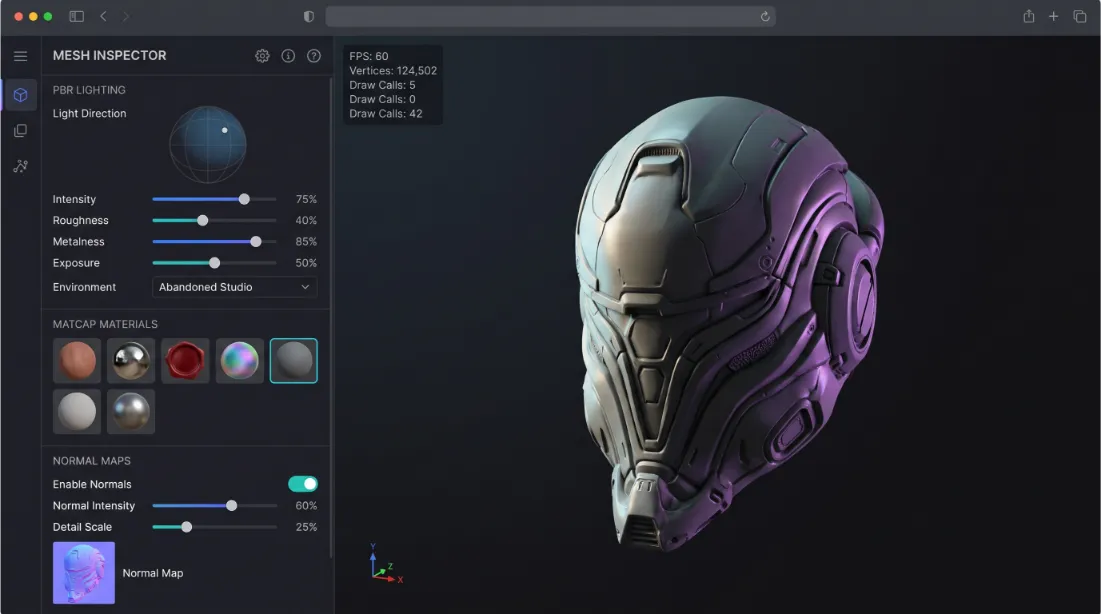 MESH INSPECTOR
PBR LIGHTING
Light Direction
Intensity 75%
Roughness 40%
Metalness 85%
Exposure 50%
Environment Abandoned Studio
MATCAP MATERIALS
NORMAL MAPS
Enable Normals
Normal Intensity 60%
Detail Scale 25%
Normal Map
FPS: 60
Vertices: 124,502
Draw Calls: 5
Draw Calls: 0
Draw Calls: 42
Y
Z
X